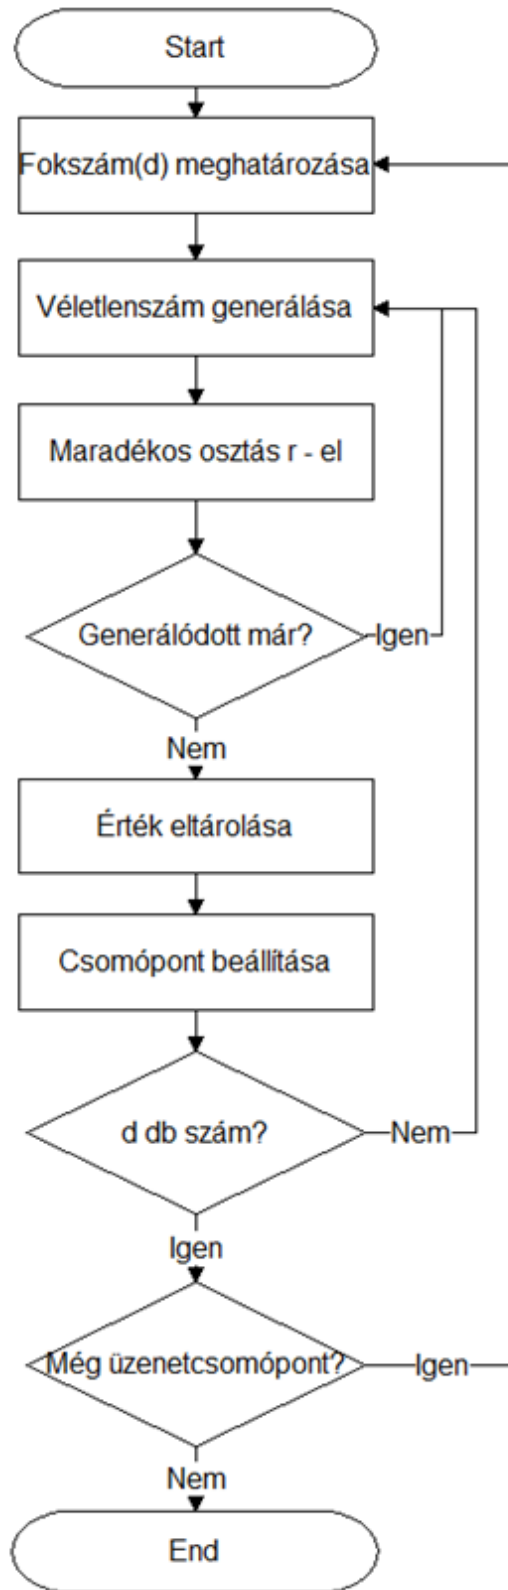 Start
Fokszám(d) meghatározása
Véletlenszám generálása
Maradékos osztás r - el
Generálódott már?
Igen
Nem
Érték eltárolása
Csomópont beállítása
d db szám?
Nem
Igen
Még üzenetcsomópont?
Igen
Nem
End